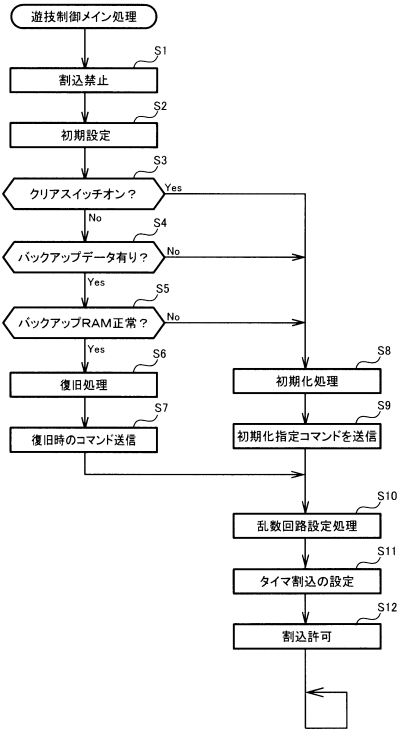 遊技制御メイン処理
S1
割込禁止
S2
初期設定
S3
クリアスイッチオン？
Yes
No
S4
バックアップデータ有り？
No
Yes
S5
バックアップRAM正常？
No
Yes
S6
復旧処理
S7
復旧時のコマンド送信
S8
初期化処理
S9
初期化指定コマンドを送信
S10
乱数回路設定処理
S11
タイマ割込の設定
S12
割込許可